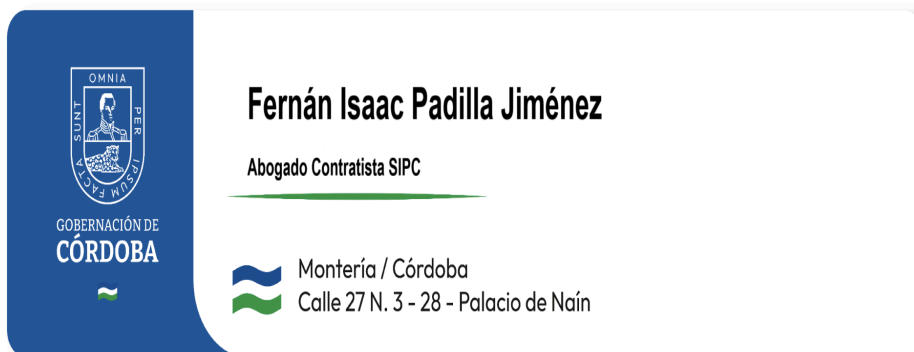 OMNIA
SUNT
PER
IPSUM FACTA
GOBERNACIÓN DE
CÓRDOBA
Fernán Isaac Padilla Jiménez
Abogado Contratista SIPC
Montería / Córdoba
Calle 27 N. 3 - 28 - Palacio de Naín